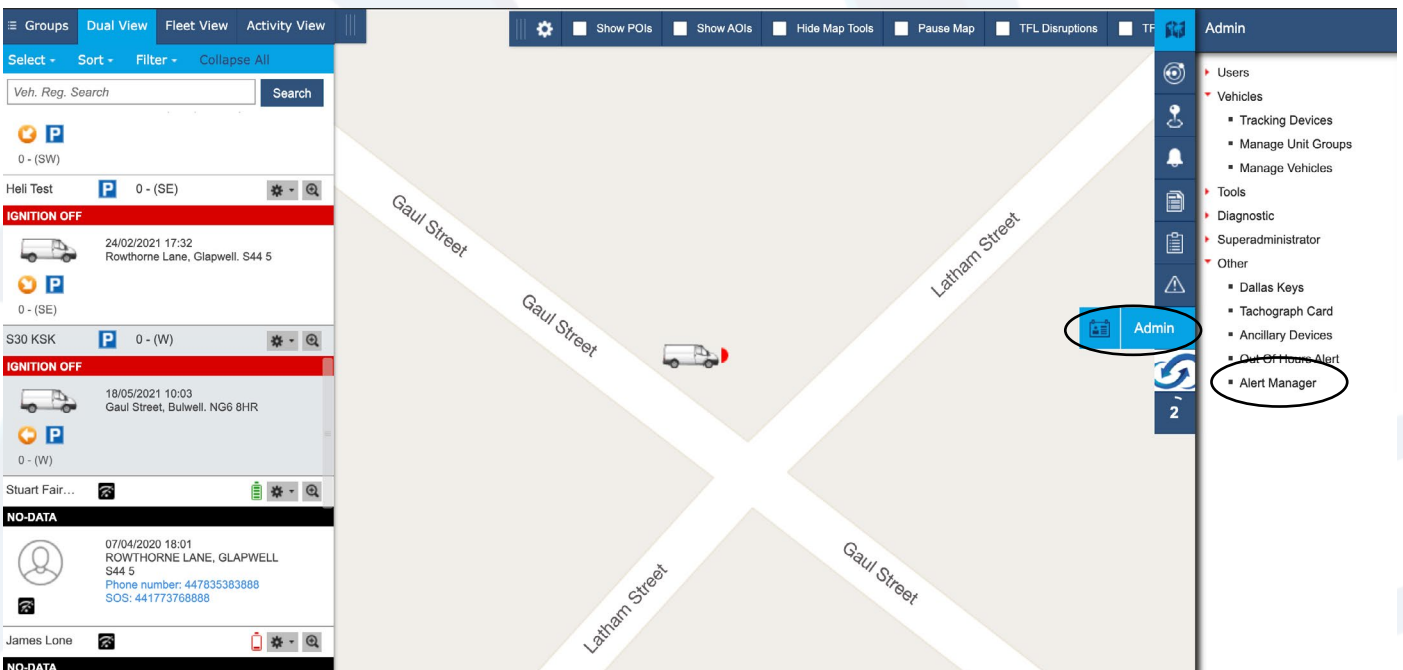 Groups Dual View Fleet View Activity View
Select Sort Filter Collapse All
Veh. Reg. Search Search
0 - (SW)
Heli Test P 0 - (SE)
IGNITION OFF
24/02/2021 17:32
Rowthorne Lane, Glapwell. S44 5
P
0 - (SE)
S30 KSK P 0 - (W)
IGNITION OFF
18/05/2021 10:03
Gaul Street, Bulwell. NG6 8HR
P
0 - (W)
Stuart Fair...
NO-DATA
07/04/2020 18:01
ROWTHORNE LANE, GLAPWELL
S44 5
Phone number: 447835383888
SOS: 441773768888
James Lone
NO-DATA
Show POIs Show AOIs Hide Map Tools Pause Map TFL Disruptions TF
Gaul Street
Latham Street
Gaul Street
Gaul Street
Latham Street
Admin
2
Admin
Users
Vehicles
Tracking Devices
Manage Unit Groups
Manage Vehicles
Tools
Diagnostic
Superadministrator
Other
Dallas Keys
Tachograph Card
Ancillary Devices
Out Of Hours Alert
Alert Manager